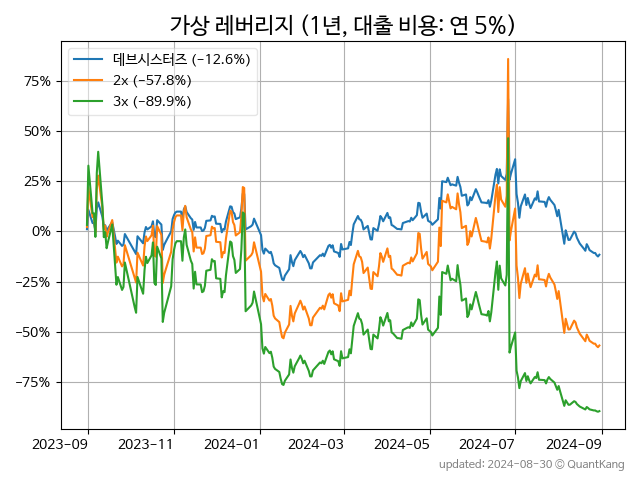 가상 레버리지 (1년, 대출 비용: 연 5%)
데브시스터즈 (−12.6%)
2x (−57.8%)
3x (−89.9%)
75%
50%
25%
0%
−25%
−50%
−75%
2023-09 2023-11 2024-01 2024-03 2024-05 2024-07 2024-09
updated: 2024-08-30 © QuantKang